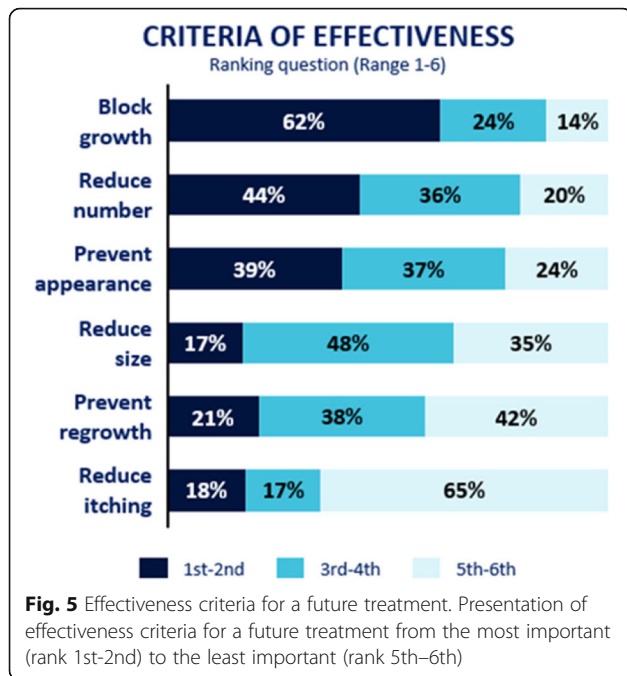 CRITERIA OF EFFECTIVENESS
Ranking question (Range 1-6)
Block
growth
62% 24% 14%
Reduce
number
44% 36% 20%
Prevent
appearance
39% 37% 24%
Reduce
size
17% 48% 35%
Prevent
regrowth
21% 38% 42%
Reduce
itching
18% 17% 65%
1st-2nd 3rd-4th 5th-6th
Fig. 5 Effectiveness criteria for a future treatment. Presentation of
effectiveness criteria for a future treatment from the most important
(rank 1st-2nd) to the least important (rank 5th–6th)